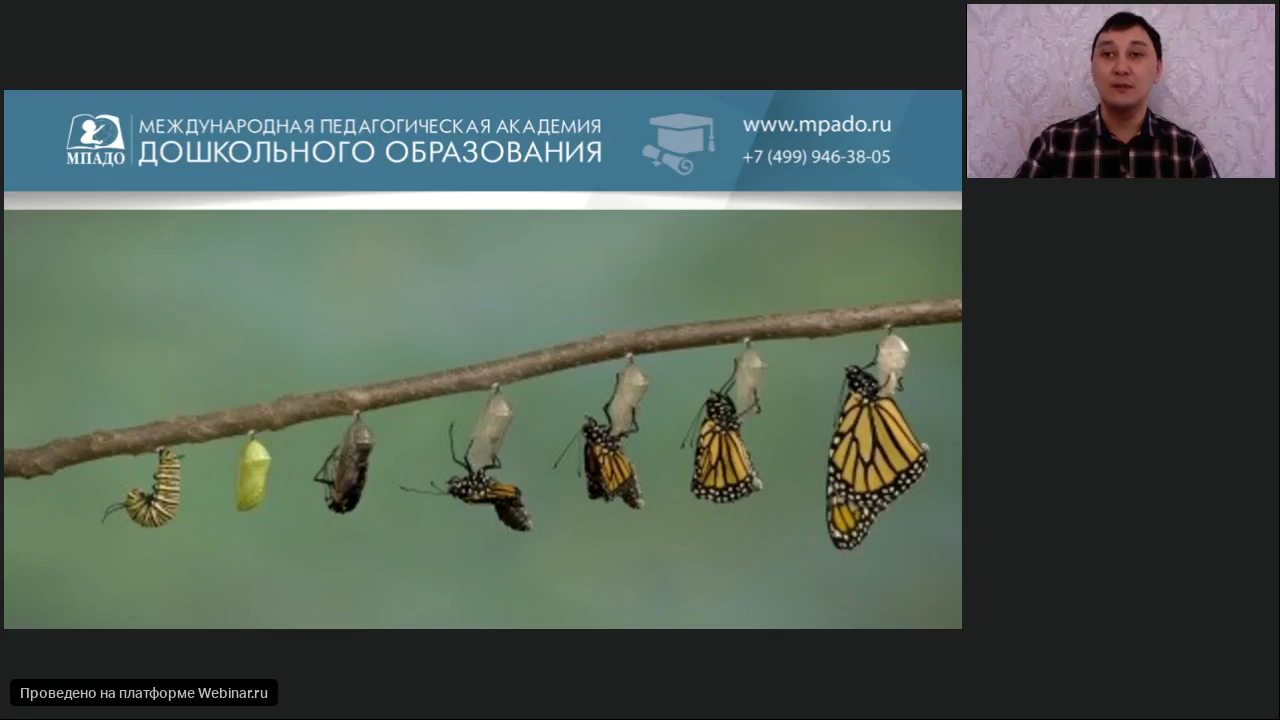 МЕЖДУНАРОДНАЯ ПЕДАГОГИЧЕСКАЯ АКАДЕМИЯ
ДОШКОЛЬНОГО ОБРАЗОВАНИЯ
МПАДО
www.mpado.ru
+7 (499) 946-38-05
Проведено на платформе Webinar.ru